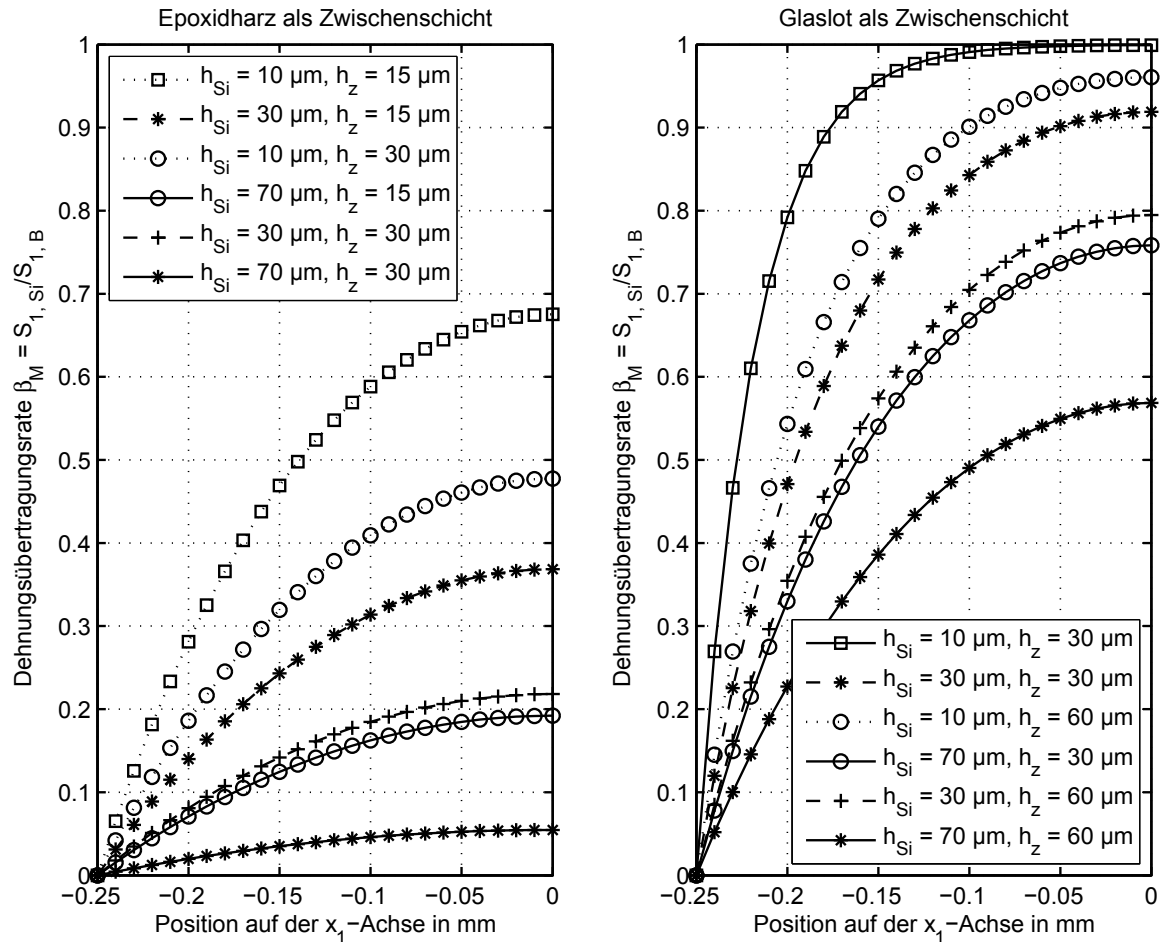 Epoxidharz als Zwischenschicht
Dehnungsübertragungsrate β_M = S_1, Si/S_1, B
1
0.9
0.8
0.7
0.6
0.5
0.4
0.3
0.2
0.1
0
h_Si = 10 µm, h_z = 15 µm
h_Si = 30 µm, h_z = 15 µm
h_Si = 10 µm, h_z = 30 µm
h_Si = 70 µm, h_z = 15 µm
h_Si = 30 µm, h_z = 30 µm
h_Si = 70 µm, h_z = 30 µm
−0.25 −0.2 −0.15 −0.1 −0.05 0
Position auf der x_1−Achse in mm
Glaslot als Zwischenschicht
Dehnungsübertragungsrate β_M = S_1, Si/S_1, B
1
0.9
0.8
0.7
0.6
0.5
0.4
0.3
0.2
0.1
0
h_Si = 10 µm, h_z = 30 µm
h_Si = 30 µm, h_z = 30 µm
h_Si = 10 µm, h_z = 60 µm
h_Si = 70 µm, h_z = 30 µm
h_Si = 30 µm, h_z = 60 µm
h_Si = 70 µm, h_z = 60 µm
−0.25 −0.2 −0.15 −0.1 −0.05 0
Position auf der x_1−Achse in mm